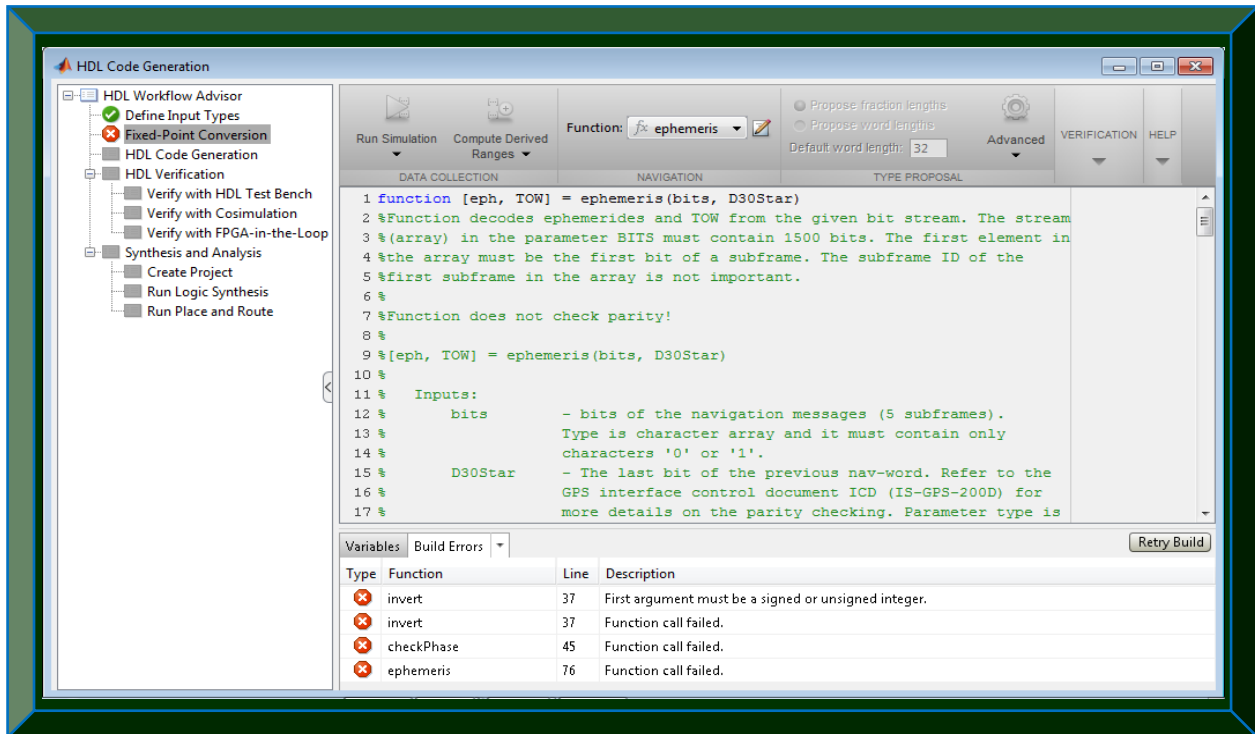 HDL Code Generation
HDL Workflow Advisor
Define Input Types
Fixed-Point Conversion
HDL Code Generation
HDL Verification
Verify with HDL Test Bench
Verify with Cosimulation
Verify with FPGA-in-the-Loop
Synthesis and Analysis
Create Project
Run Logic Synthesis
Run Place and Route
Run Simulation
Compute Derived
Ranges
DATA COLLECTION
Function: fx ephemeris
NAVIGATION
Propose fraction lengths
Propose word lengths
Default word length: 32
Advanced
TYPE PROPOSAL
VERIFICATION
HELP
1 function [eph, TOW] = ephemeris(bits, D30Star)
2 %Function decodes ephemerides and TOW from the given bit stream. The stream
3 %(array) in the parameter BITS must contain 1500 bits. The first element in
4 %the array must be the first bit of a subframe. The subframe ID of the
5 %first subframe in the array is not important.
6 %
7 %Function does not check parity!
8 %
9 %[eph, TOW] = ephemeris(bits, D30Star)
10 %
11 % Inputs:
12 % bits - bits of the navigation messages (5 subframes).
13 % Type is character array and it must contain only
14 % characters '0' or '1'.
15 % D30Star - The last bit of the previous nav-word. Refer to the
16 % GPS interface control document ICD (IS-GPS-200D) for
17 % more details on the parity checking. Parameter type is
Variables Build Errors
Retry Build
Type Function Line Description
invert 37 First argument must be a signed or unsigned integer.
invert 37 Function call failed.
checkPhase 45 Function call failed.
ephemeris 76 Function call failed.